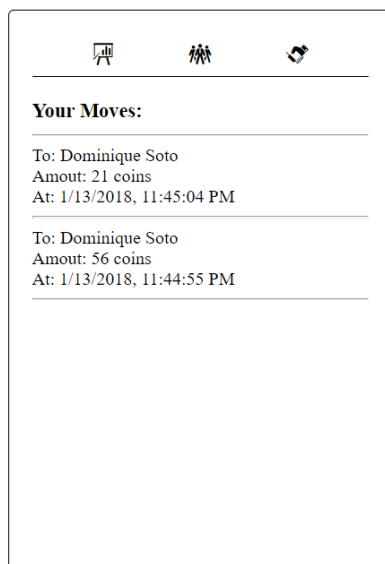 Your Moves:
To: Dominique Soto
Amout: 21 coins
At: 1/13/2018, 11:45:04 PM
To: Dominique Soto
Amout: 56 coins
At: 1/13/2018, 11:44:55 PM